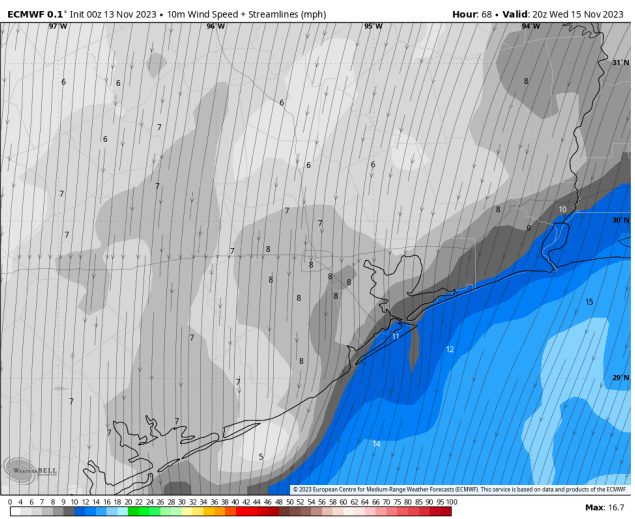 ECMWF 0.1° Init 00z 13 Nov 2023 • 10m Wind Speed + Streamlines (mph) Hour: 68 • Valid: 20z Wed 15 Nov 2023
97°W 96°W 95°W 94°W
31°N
6 6 8
6
7
6
6 6
7
7
7 8 10
7 30°N
7 9
7 8
8
8 8 8
8 8 15
7 11
12
8 29°N
7
7
7
7
14
5
WEATHERBELL
© 2023 European Centre for Medium-Range Weather Forecasts (ECMWF). This service is based on data and products of the ECMWF.
0 4 6 7 8 9 10 12 14 16 18 20 22 24 26 28 30 32 34 36 38 40 42 44 46 48 50 52 54 56 58 60 62 64 66 68 70 75 80 85 90 95 100
Max: 16.7